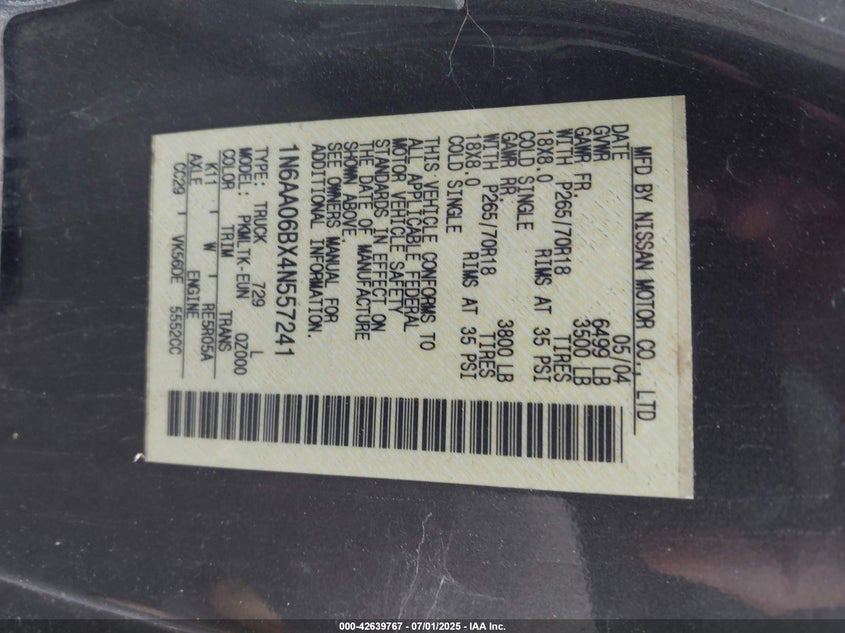 MFD BY NISSAN MOTOR CO., LTD
DATE 05/04
GVWR 6499 LB
GAWR FR. 3500 LB
WITH P265/70R18 TIRES
18X8.0 RIMS AT 35 PSI
COLD SINGLE
GAWR RR. 3800 LB
WITH P265/70R18 TIRES
18X8.0 RIMS AT 35 PSI
COLD SINGLE
THIS VEHICLE CONFORMS TO
ALL APPLICABLE FEDERAL
MOTOR VEHICLE SAFETY
STANDARDS IN EFFECT ON
THE DATE OF MANUFACTURE
SHOWN ABOVE.
SEE OWNERS MANUAL FOR
ADDITIONAL INFORMATION.
1N6AA06BX4N557241
TYPE: TRUCK 729 L
MODEL: PKMLTK-EUN 0Z000
COLOR TRIM TRANS
K11 W RE5R05A
AXLE ENGINE
CC29 VK56DE 5552CC
000-42639767 - 07/01/2025 - IAA Inc.